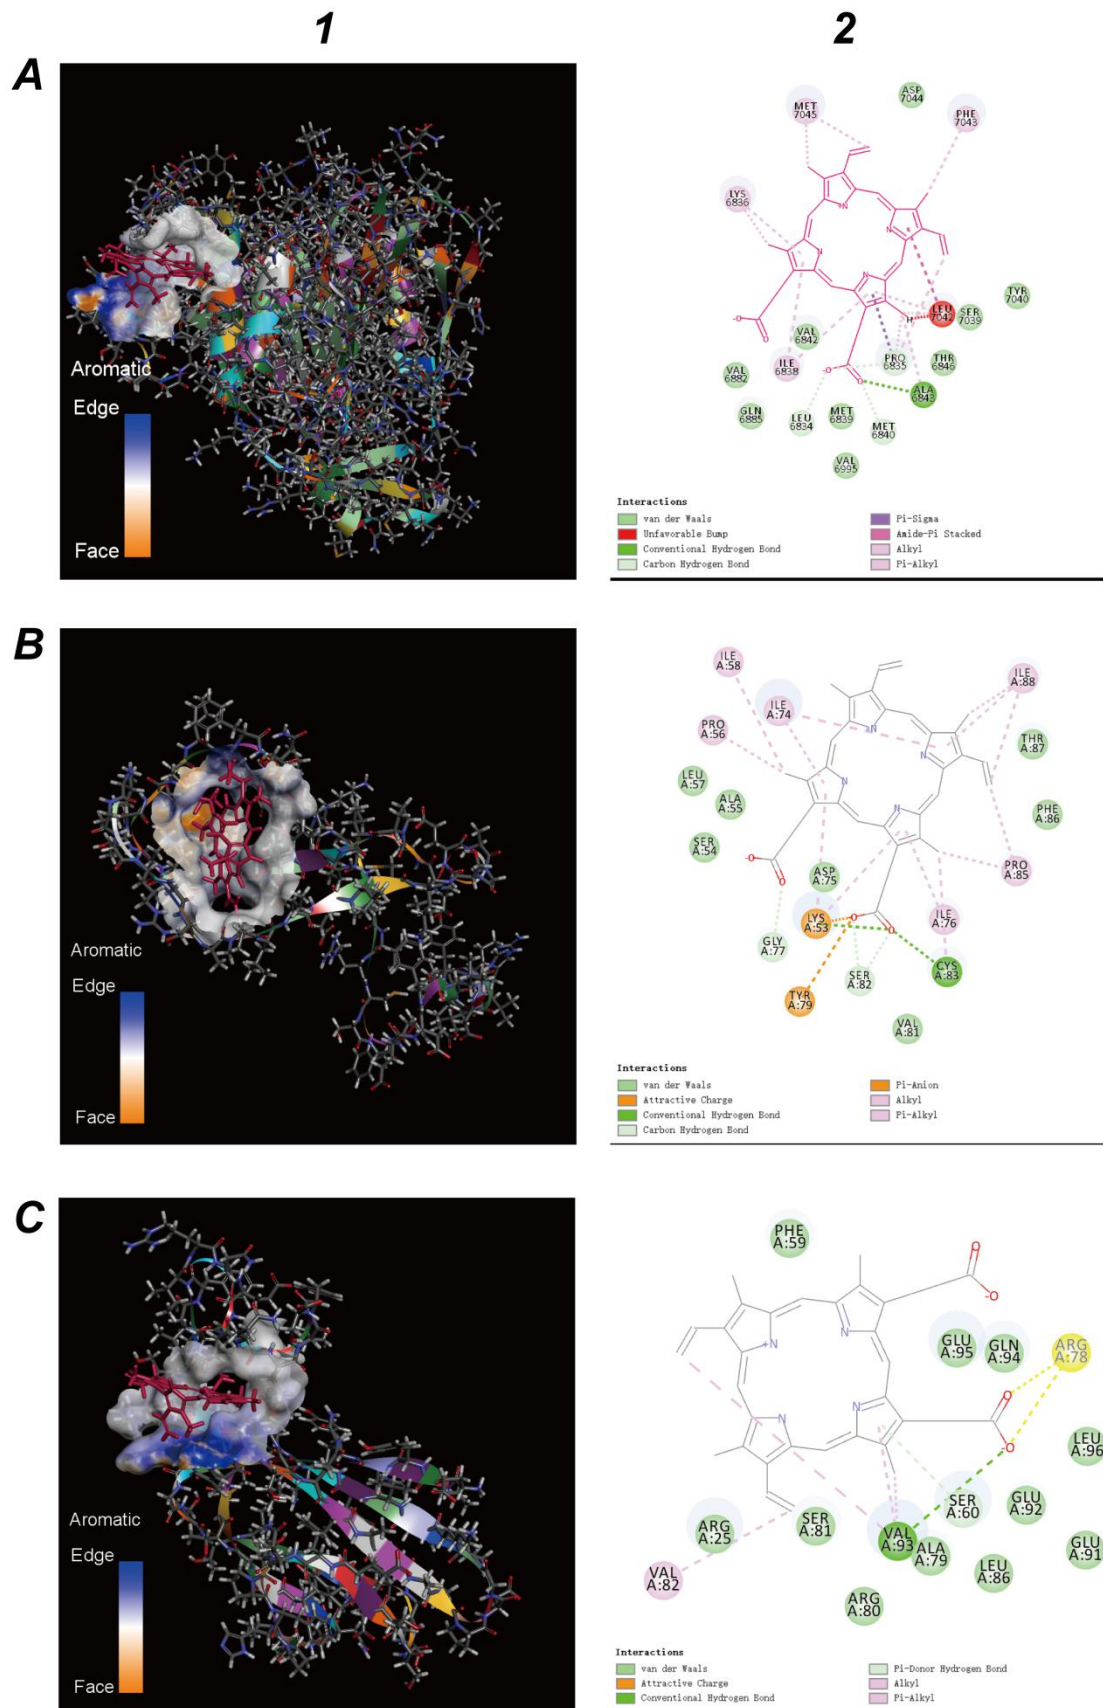 1
2
A
Aromatic
Edge
Face
MET
7045
ASP
7044
PHE
7043
LYS
6836
TYR
7040
LEU
7042
SER
7039
VAL
6842
ILE
6838
PRO
6835
THR
6846
VAL
6882
ALA
6843
GLN
6885
LEU
6834
MET
6839
MET
6840
VAL
6995
N
N
N
N
H
-O
O
-O
O
Interactions
van der Waals
Unfavorable Bump
Conventional Hydrogen Bond
Carbon Hydrogen Bond
Pi-Sigma
Amide-Pi Stacked
Alkyl
Pi-Alkyl
B
Aromatic
Edge
Face
ILE
A:58
ILE
A:74
ILE
A:88
PRO
A:56
THR
A:87
LEU
A:57
ALA
A:55
PHE
A:86
SER
A:54
ASP
A:75
PRO
A:85
LYS
A:53
ILE
A:76
GLY
A:77
SER
A:82
CYS
A:83
TYR
A:79
VAL
A:81
N
N
N
N
-O
O
-O
O
Interactions
van der Waals
Attractive Charge
Conventional Hydrogen Bond
Carbon Hydrogen Bond
Pi-Anion
Alkyl
Pi-Alkyl
C
Aromatic
Edge
Face
PHE
A:59
GLU
A:95
GLN
A:94
ARG
A:78
LEU
A:96
SER
A:60
GLU
A:92
ARG
A:25
SER
A:81
VAL
A:93
ALA
A:79
GLU
A:91
LEU
A:86
VAL
A:82
ARG
A:80
+N
N
N
N
O
-O
O
-O
Interactions
van der Waals
Attractive Charge
Conventional Hydrogen Bond
Pi-Donor Hydrogen Bond
Alkyl
Pi-Alkyl